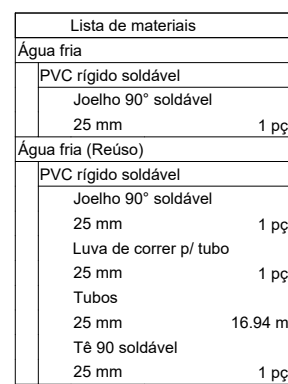 Lista de materiais
Água fria
PVC rígido soldável
Joelho 90° soldável
25 mm 1 pç
Água fria (Reúso)
PVC rígido soldável
Joelho 90° soldável
25 mm 1 pç
Luva de correr p/ tubo
25 mm 1 pç
Tubos
25 mm 16.94 m
Tê 90 soldável
25 mm 1 pç